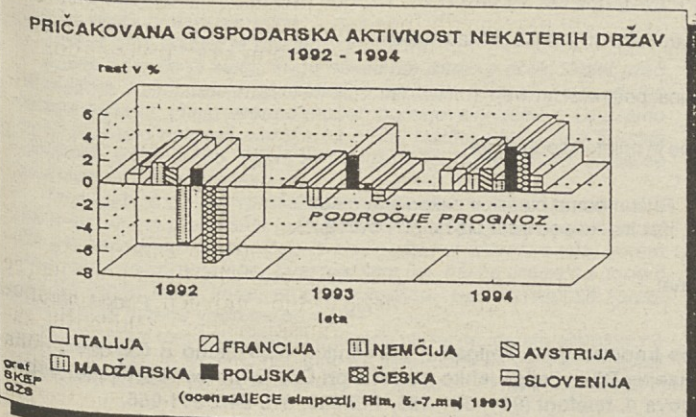 PRIČAKOVANA GOSPODARSKA AKTIVNOST NEKATERIH DRŽAV
1992 - 1994
rast v %
6
4
2
0
-2
-4
-6
-8
PODROČJE PROGNOZ
1992 1993 1994
leta
ITALIJA FRANCIJA NEMČIJA AVSTRIJA
MADŽARSKA POLJSKA ČEŠKA SLOVENIJA
graf
SKEP
GZS
(ocena:AIECE simpozij, Rim, 5.-7.maj 1993)